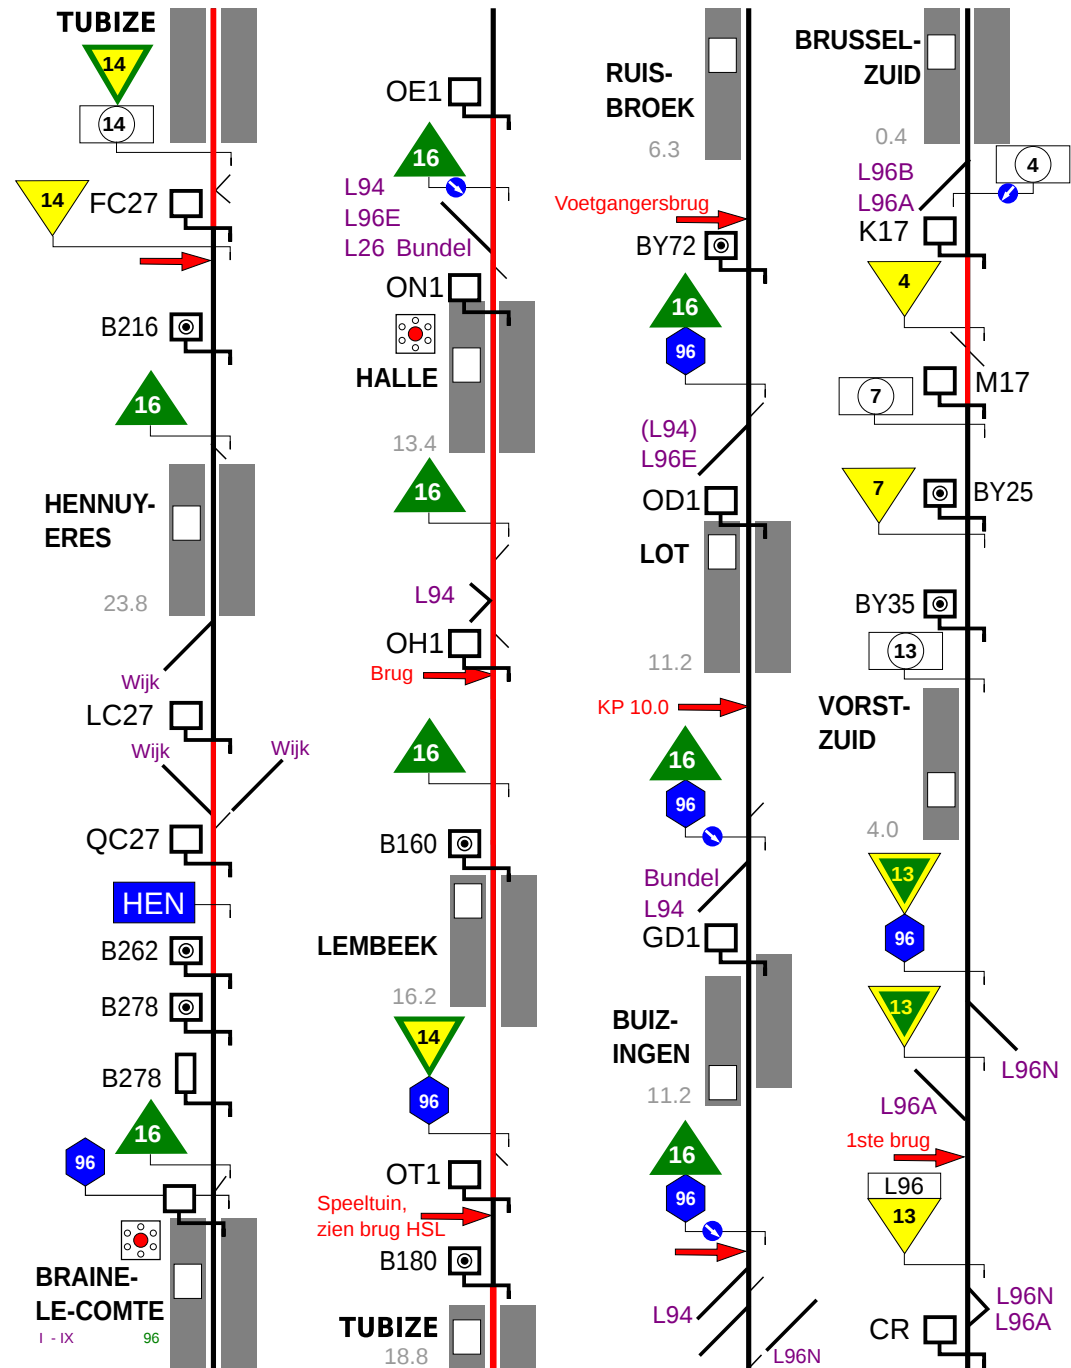 TUBIZE
14
14
14
FC27
B216
16
HENNUY-
ERES
23.8
Wijk
LC27
Wijk
Wijk
QC27
HEN
B262
B278
B278
16
96
BRAINE-
LE-COMTE
I - IX
96
OE1
16
L94
L96E
L26 Bundel
ON1
HALLE
13.4
16
L94
OH1
Brug
16
B160
LEMBEEK
16.2
14
96
OT1
Speeltuin,
zien brug HSL
B180
TUBIZE
18.8
RUIS-
BROEK
6.3
Voetgangersbrug
BY72
16
96
(L94)
L96E
OD1
LOT
11.2
KP 10.0
16
96
Bundel
L94
GD1
BUIZ-
INGEN
11.2
16
96
L94
L96N
BRUSSEL-
ZUID
0.4
4
L96B
L96A
K17
4
M17
7
7
BY25
BY35
13
VORST-
ZUID
4.0
13
96
13
L96N
L96A
1ste brug
L96
13
L96N
L96A
CR